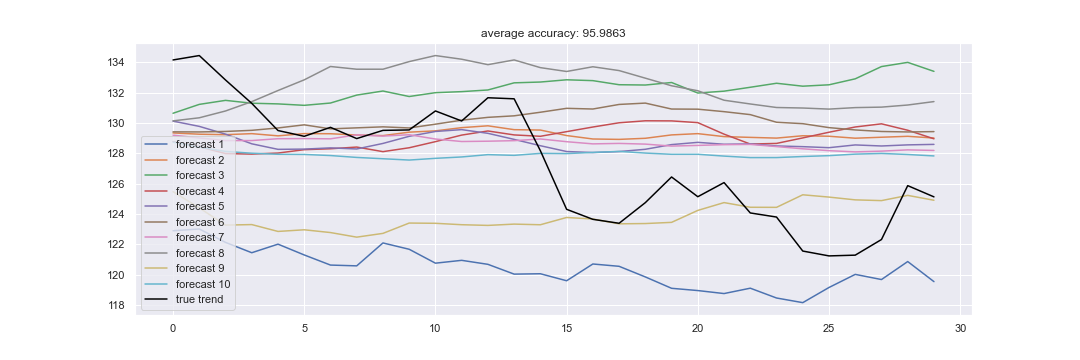 average accuracy: 95.9863
134
132
130
128
126
124
122
120
118
forecast 1
forecast 2
forecast 3
forecast 4
forecast 5
forecast 6
forecast 7
forecast 8
forecast 9
forecast 10
true trend
0 5 10 15 20 25 30